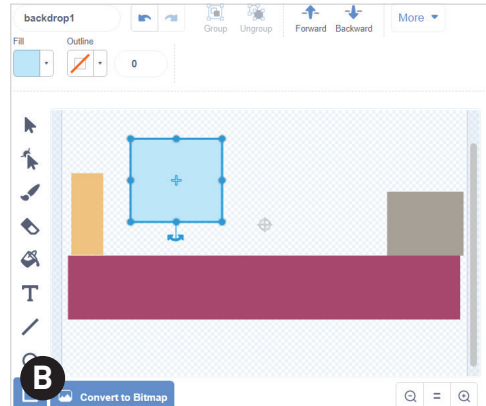 backdrop1
Group Ungroup Forward Backward More
Fill Outline
0
T
B
Convert to Bitmap